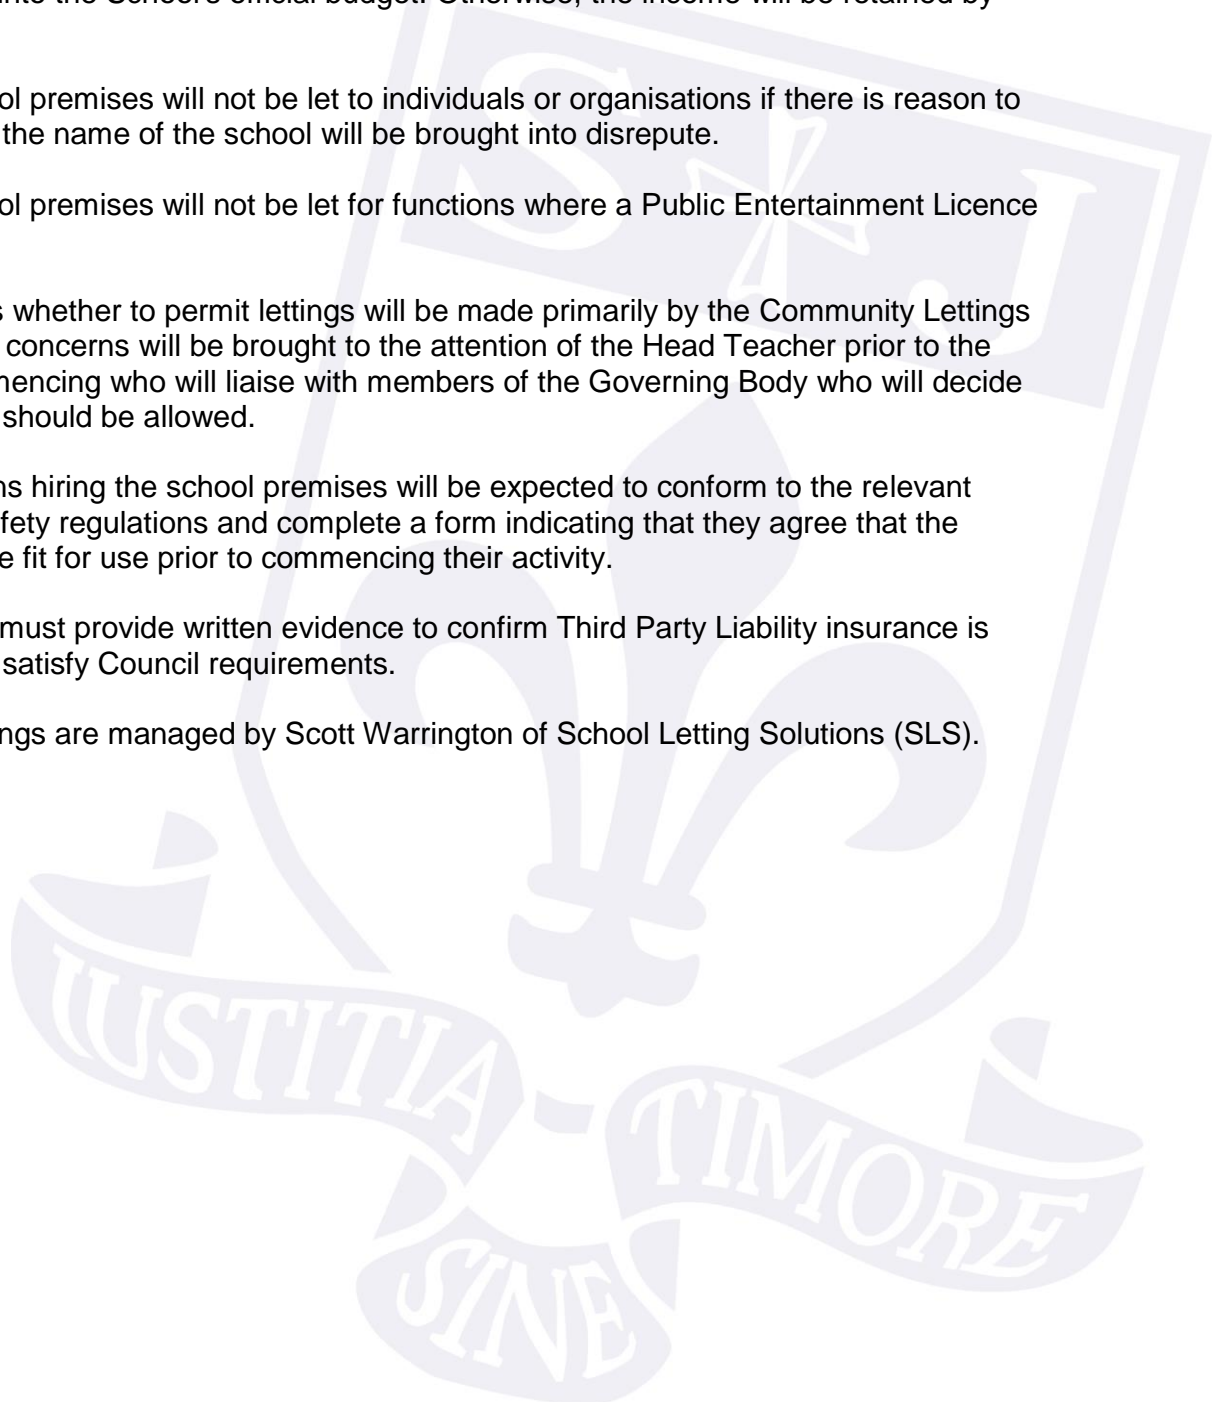 into the School's official budget. Otherwise, the income will be retained by
ol premises will not be let to individuals or organisations if there is reason to
the name of the school will be brought into disrepute.
ol premises will not be let for functions where a Public Entertainment Licence
s whether to permit lettings will be made primarily by the Community Lettings
concerns will be brought to the attention of the Head Teacher prior to the
mencing who will liaise with members of the Governing Body who will decide
should be allowed.
ns hiring the school premises will be expected to conform to the relevant
fety regulations and complete a form indicating that they agree that the
e fit for use prior to commencing their activity.
must provide written evidence to confirm Third Party Liability insurance is
satisfy Council requirements.
ngs are managed by Scott Warrington of School Letting Solutions (SLS).
S J
IUSTITIA
SINE
TIMORE